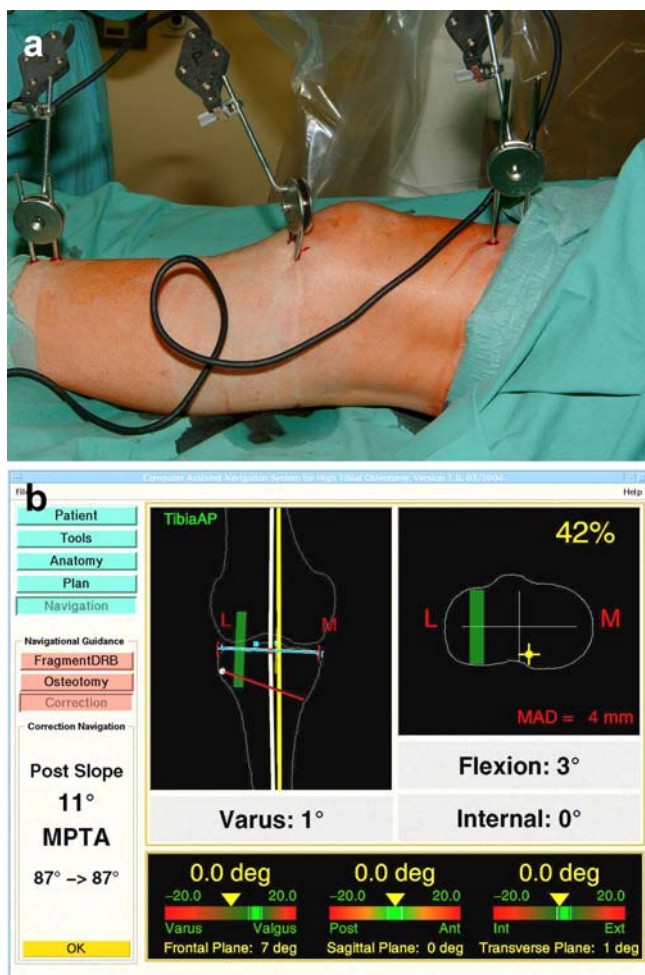 a
Computer Assisted Navigation System for High Tibial Osteotomy, Version 1.0, 03/2004
b
Help
Patient
Tools
Anatomy
Plan
Navigation
Navigational Guidance
FragmentDRB
Osteotomy
Correction
Correction Navigation
Post Slope
11°
MPTA
87° –> 87°
OK
TibiaAP
L M
Varus: 1°
42%
L M
MAD = 4 mm
Flexion: 3°
Internal: 0°
0.0 deg 0.0 deg 0.0 deg
−20.0 20.0 −20.0 20.0 −20.0 20.0
Varus Valgus Post Ant Int Ext
Frontal Plane: 7 deg Sagittal Plane: 0 deg Transverse Plane: 1 deg